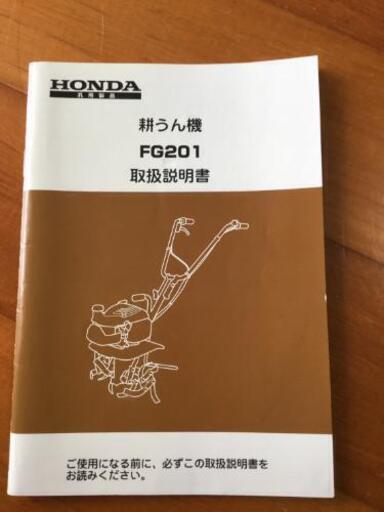 HONDA
汎用製品
耕うん機
FG201
取扱説明書
ご使用になる前に、必ずこの取扱説明書を
お読みください。